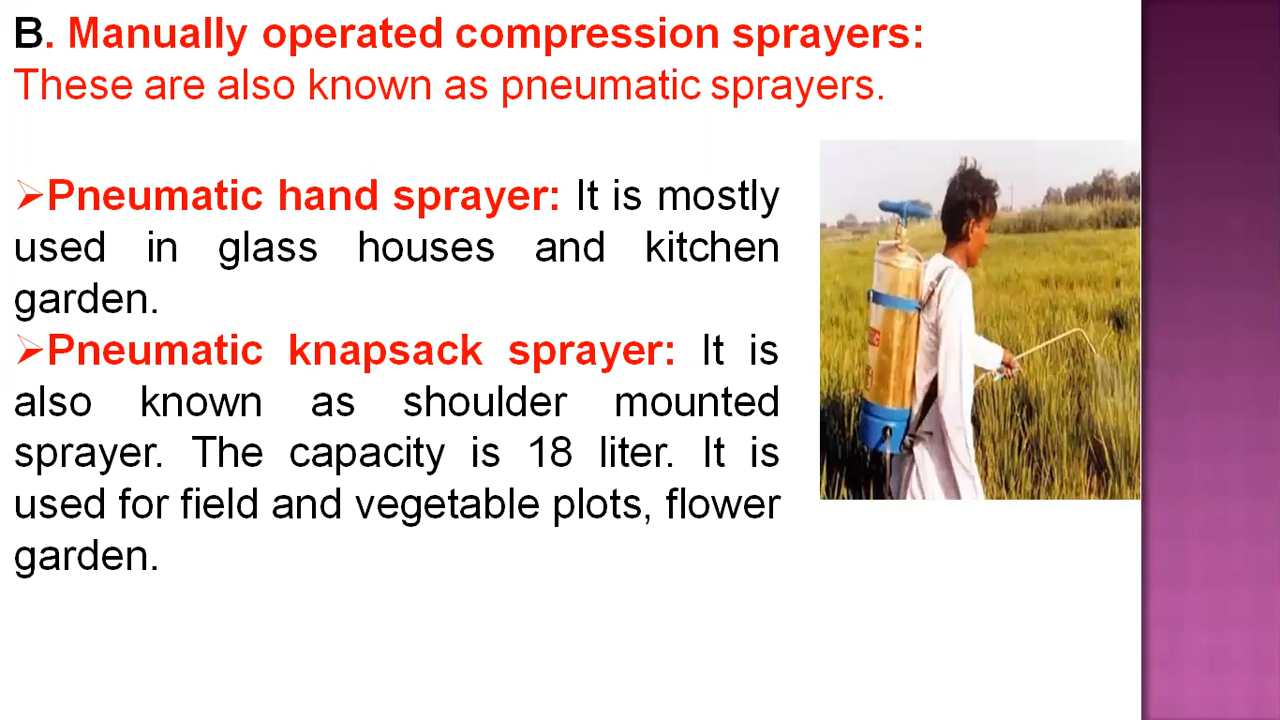 B. Manually operated compression sprayers:
These are also known as pneumatic sprayers.
➢Pneumatic hand sprayer: It is mostly
used in glass houses and kitchen
garden.
➢Pneumatic knapsack sprayer: It is
also known as shoulder mounted
sprayer. The capacity is 18 liter. It is
used for field and vegetable plots, flower
garden.